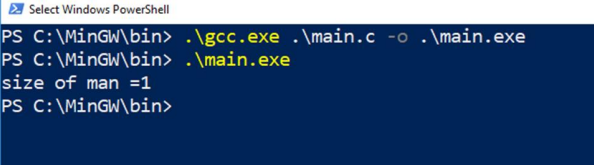 Select Windows PowerShell
PS C:\MinGW\bin> .\gcc.exe .\main.c -o .\main.exe
PS C:\MinGW\bin> .\main.exe
size of man =1
PS C:\MinGW\bin>